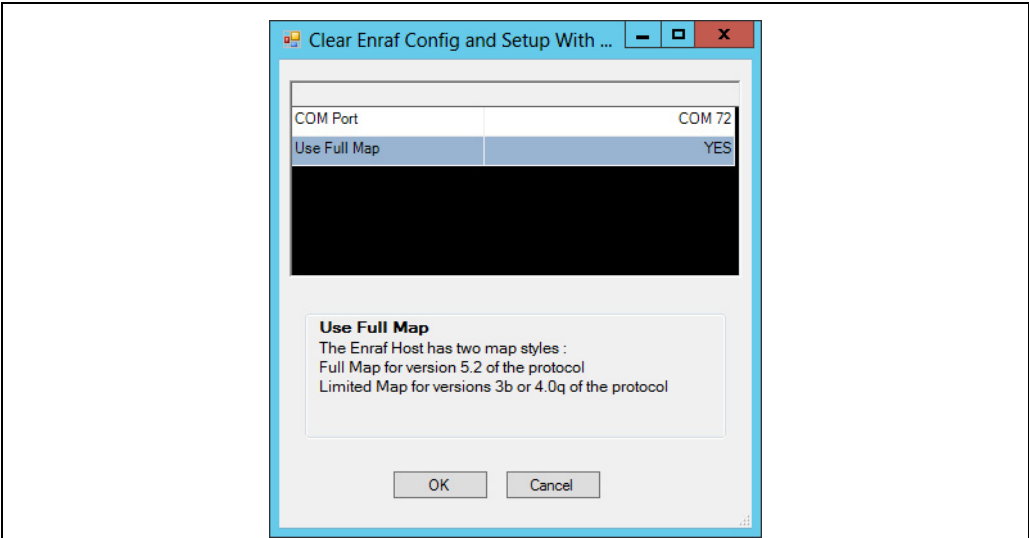 Clear Enraf Config and Setup With ...
COM Port COM 72
Use Full Map YES
Use Full Map
The Enraf Host has two map styles :
Full Map for version 5.2 of the protocol
Limited Map for versions 3b or 4.0q of the protocol
OK Cancel